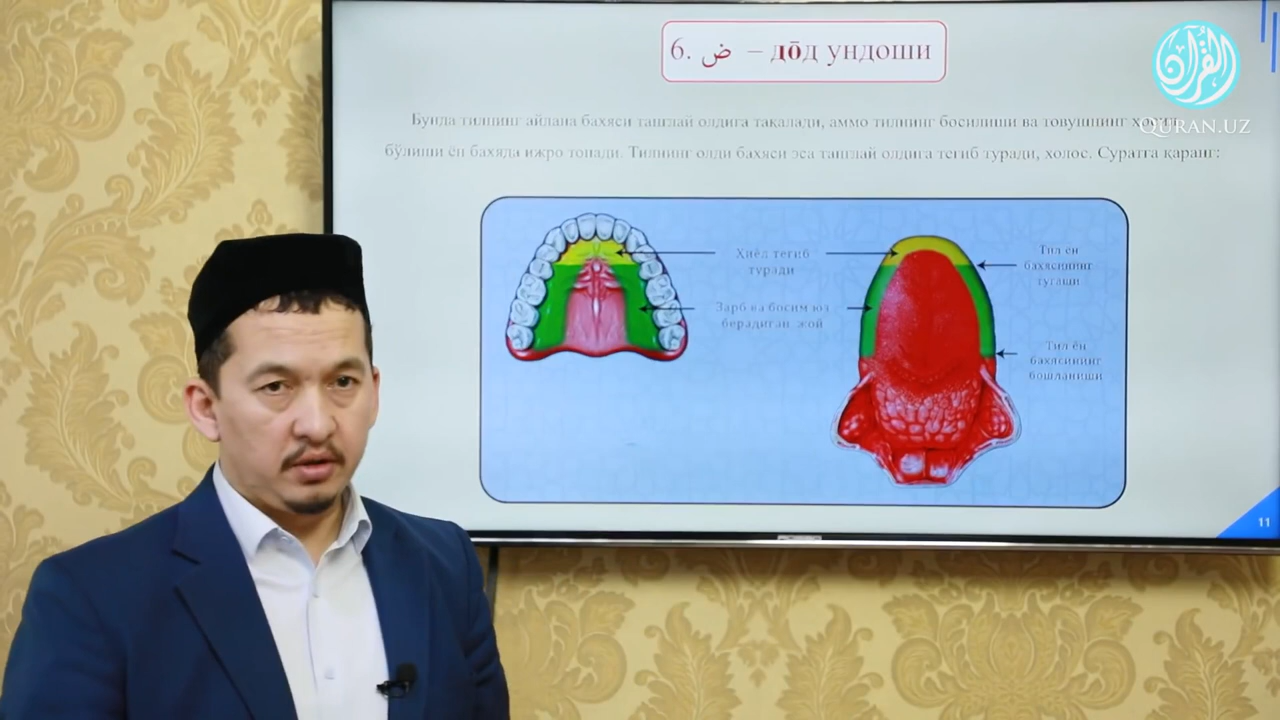 6. ض – дōд ундоши
القرآن
QURAN.UZ
Бунда тилнинг айлана бахяси танглай олдига тақалади, аммо тилнинг босилиши ва товушнинг ҳосил
бўлиши ён бахяда ижро топади. Тилнинг олди бахяси эса танглай олдига тегиб туради, холос. Суратга қаранг:
Хиёл тегиб
туради
Зарб ва босим юз
берадиган жой
Тил ён
бахясининг
тугаши
Тил ён
бахясининг
бошланиши
11